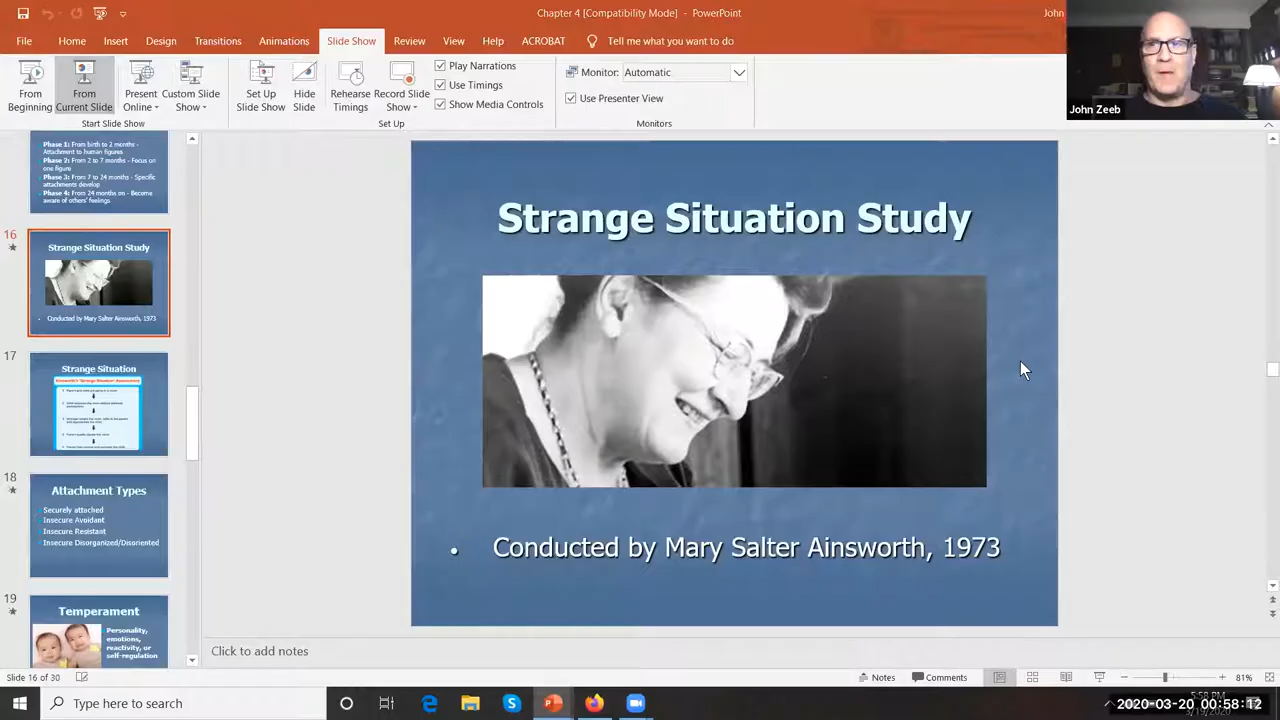 Chapter 4 [Compatibility Mode] - PowerPoint
John
File Home Insert Design Transitions Animations Slide Show Review View Help ACROBAT Tell me what you want to do
From Beginning
From Current Slide
Present Online
Custom Slide Show
Set Up Slide Show
Hide Slide
Rehearse Timings
Record Slide Show
Play Narrations
Use Timings
Show Media Controls
Monitor: Automatic
Use Presenter View
Start Slide Show
Set Up
Monitors
John Zeeb
Phase 1: From birth to 2 months -
Attachment to human figures
Phase 2: From 2 to 7 months - Focus on
one figure
Phase 3: From 7 to 24 months - Specific
attachments develop
Phase 4: From 24 months on - Become
aware of others' feelings
16
Strange Situation Study
• Conducted by Mary Salter Ainsworth, 1973
17
Strange Situation
18
Attachment Types
Securely attached
Insecure Avoidant
Insecure Resistant
Insecure Disorganized/Disoriented
19
Temperament
Personality,
emotions,
reactivity, or
self-regulation
Strange Situation Study
• Conducted by Mary Salter Ainsworth, 1973
Click to add notes
Slide 16 of 30
Notes
Comments
81%
Type here to search
5:58 PM
3/19/2020
2020-03-20 00:58:12